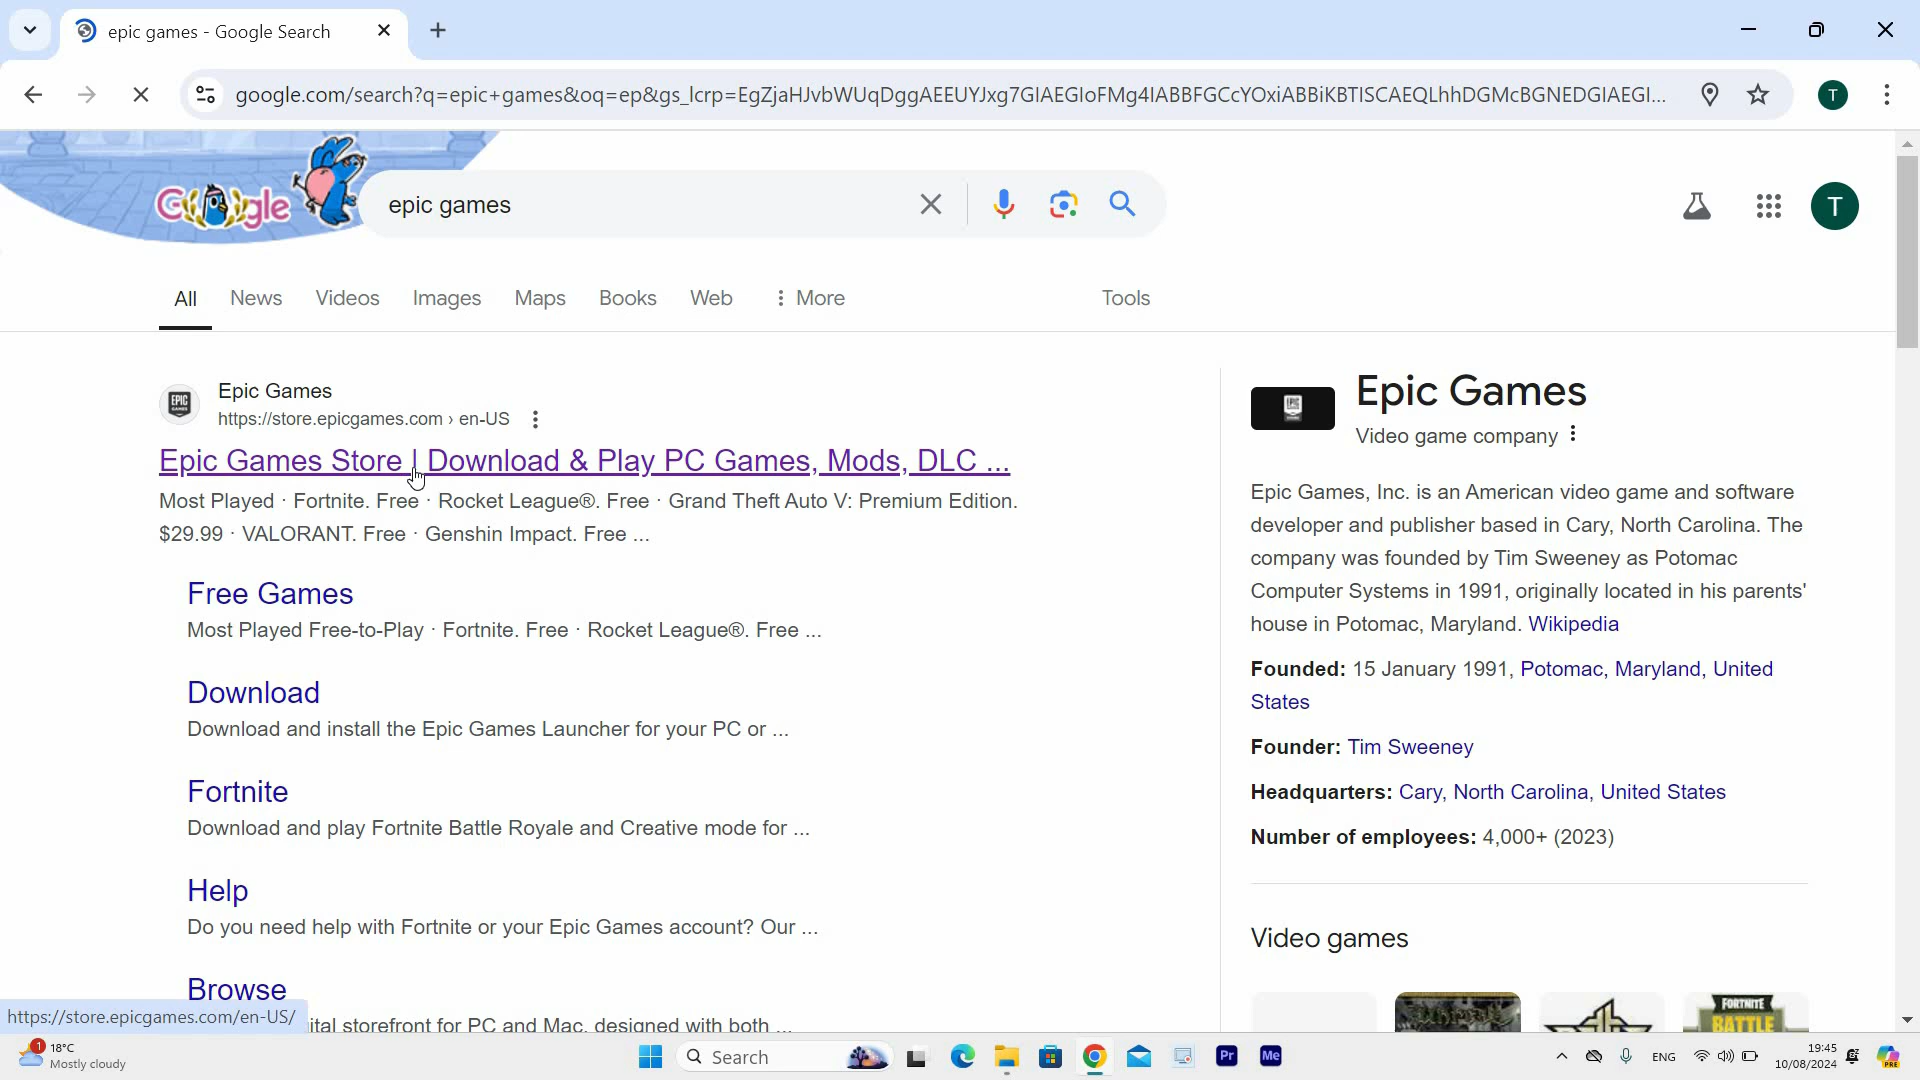 epic games - Google Search
google.com/search?q=epic+games&oq=ep&gs_lcrp=EgZjaHJvbWUqDggAEEUYJxg7GIAEGIoFMg4IABBFGCcYOxiABBiKBTISCAEQLhhDGMcBGNEDGIAEGI...
T
Google
epic games
T
All News Videos Images Maps Books Web More Tools
Epic Games
https://store.epicgames.com › en-US
Epic Games Store | Download & Play PC Games, Mods, DLC ...
Most Played · Fortnite. Free · Rocket League®. Free · Grand Theft Auto V: Premium Edition.
$29.99 · VALORANT. Free · Genshin Impact. Free ...
Free Games
Most Played Free-to-Play · Fortnite. Free · Rocket League®. Free ...
Download
Download and install the Epic Games Launcher for your PC or ...
Fortnite
Download and play Fortnite Battle Royale and Creative mode for ...
Help
Do you need help with Fortnite or your Epic Games account? Our ...
Browse
ital storefront for PC and Mac, designed with both ...
https://store.epicgames.com/en-US/
EPIC GAMES
Epic Games
Video game company
Epic Games, Inc. is an American video game and software
developer and publisher based in Cary, North Carolina. The
company was founded by Tim Sweeney as Potomac
Computer Systems in 1991, originally located in his parents'
house in Potomac, Maryland. Wikipedia
Founded: 15 January 1991, Potomac, Maryland, United
States
Founder: Tim Sweeney
Headquarters: Cary, North Carolina, United States
Number of employees: 4,000+ (2023)
Video games
FORTNITE
BATTLE
1
18°C
Mostly cloudy
Search
Pr
Me
ENG
19:45
10/08/2024
PRE